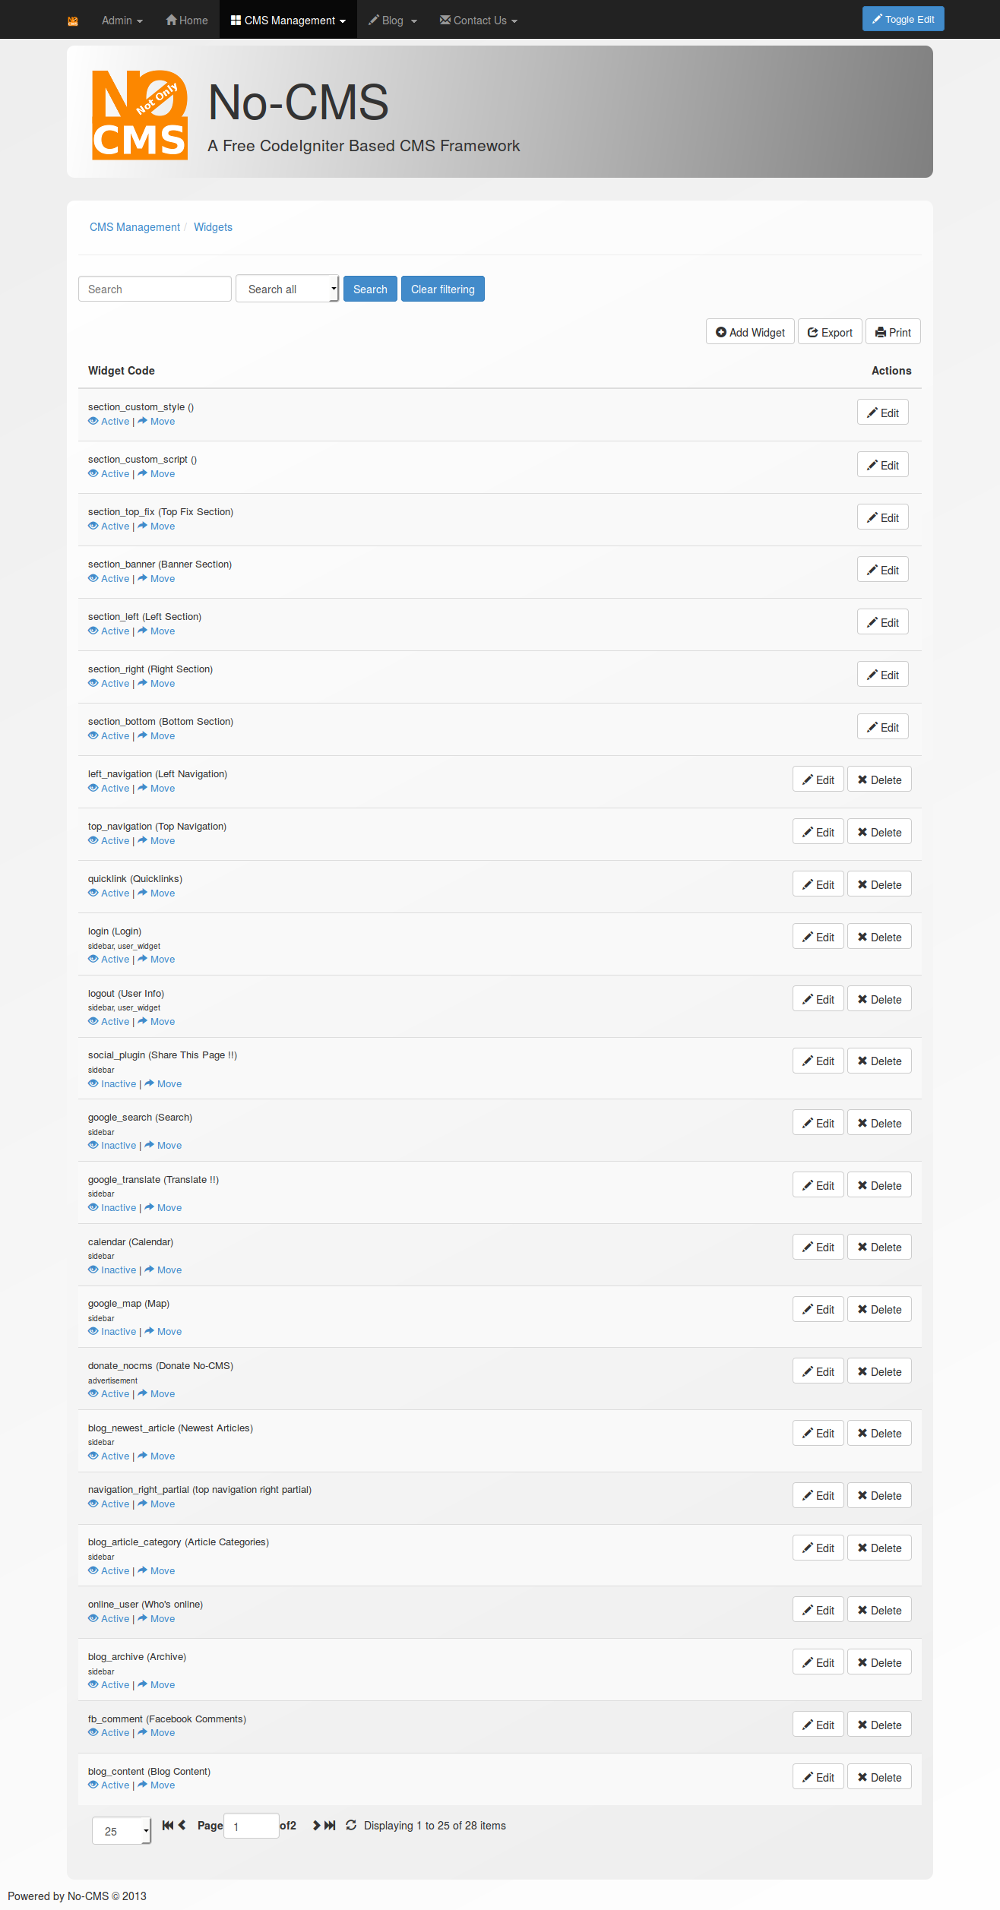 Admin Home CMS Management Blog Contact Us Toggle Edit
NO
Not Only
CMS
No-CMS
A Free CodeIgniter Based CMS Framework
CMS Management / Widgets
Search Search all Search Clear filtering
Add Widget Export Print
Widget Code Actions
section_custom_style () Edit
Active | Move
section_custom_script () Edit
Active | Move
section_top_fix (Top Fix Section) Edit
Active | Move
section_banner (Banner Section) Edit
Active | Move
section_left (Left Section) Edit
Active | Move
section_right (Right Section) Edit
Active | Move
section_bottom (Bottom Section) Edit
Active | Move
left_navigation (Left Navigation) Edit Delete
Active | Move
top_navigation (Top Navigation) Edit Delete
Active | Move
quicklink (Quicklinks) Edit Delete
Active | Move
login (Login) Edit Delete
sidebar, user_widget
Active | Move
logout (User Info) Edit Delete
sidebar, user_widget
Active | Move
social_plugin (Share This Page !!) Edit Delete
sidebar
Inactive | Move
google_search (Search) Edit Delete
sidebar
Inactive | Move
google_translate (Translate !!) Edit Delete
sidebar
Inactive | Move
calendar (Calendar) Edit Delete
sidebar
Inactive | Move
google_map (Map) Edit Delete
sidebar
Inactive | Move
donate_nocms (Donate No-CMS) Edit Delete
advertisement
Active | Move
blog_newest_article (Newest Articles) Edit Delete
sidebar
Active | Move
navigation_right_partial (top navigation right partial) Edit Delete
Active | Move
blog_article_category (Article Categories) Edit Delete
sidebar
Active | Move
online_user (Who's online) Edit Delete
Active | Move
blog_archive (Archive) Edit Delete
sidebar
Active | Move
fb_comment (Facebook Comments) Edit Delete
Active | Move
blog_content (Blog Content) Edit Delete
Active | Move
25 Page 1 of2 Displaying 1 to 25 of 28 items
Powered by No-CMS © 2013